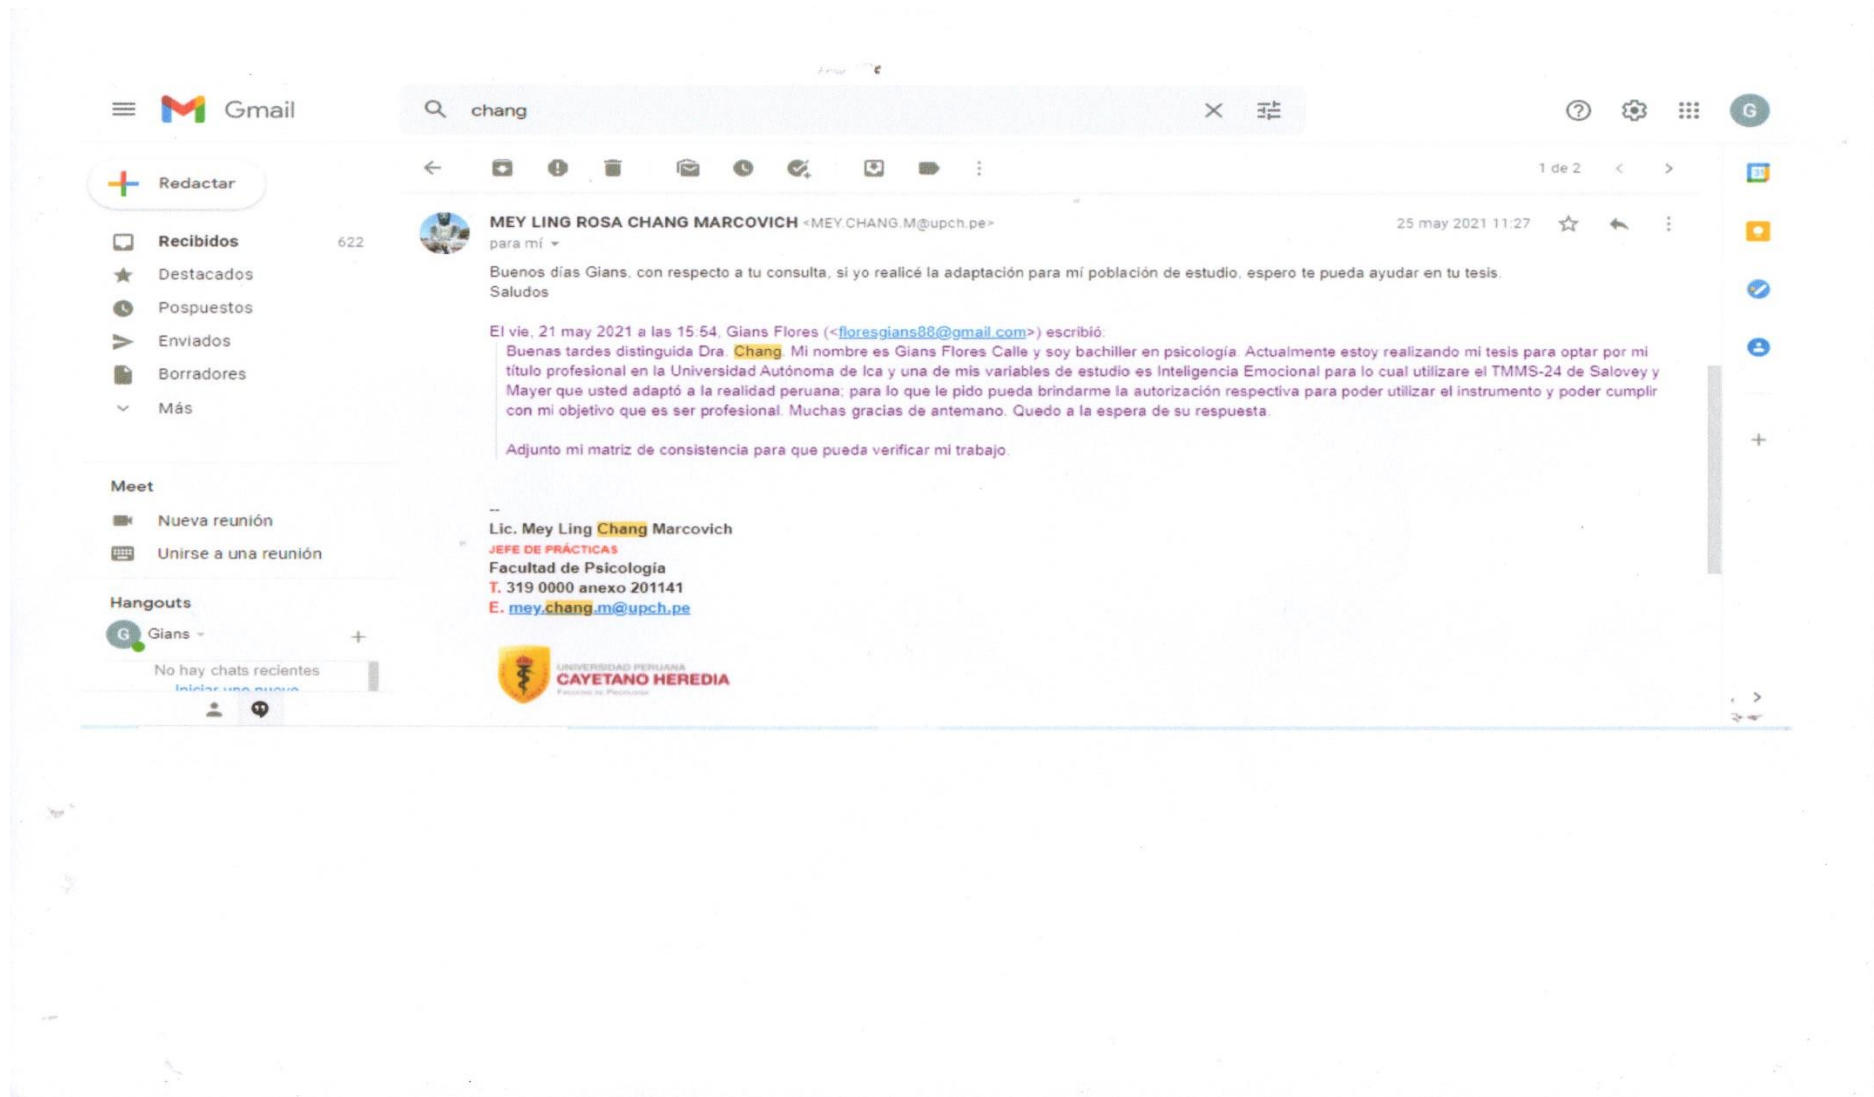 Gmail
chang
G
Redactar
1 de 2
Recibidos 622
Destacados
Pospuestos
Enviados
Borradores
Más
Meet
Nueva reunión
Unirse a una reunión
Hangouts
G Gians
No hay chats recientes
Iniciar uno nuevo
MEY LING ROSA CHANG MARCOVICH <MEY.CHANG.M@upch.pe>
25 may 2021 11:27
para mí
Buenos días Gians, con respecto a tu consulta, si yo realicé la adaptación para mí población de estudio, espero te pueda ayudar en tu tesis.
Saludos
El vie, 21 may 2021 a las 15:54, Gians Flores (<floresgians88@gmail.com>) escribió:
Buenas tardes distinguida Dra. Chang. Mi nombre es Gians Flores Calle y soy bachiller en psicología. Actualmente estoy realizando mi tesis para optar por mi
título profesional en la Universidad Autónoma de Ica y una de mis variables de estudio es Inteligencia Emocional para lo cual utilizare el TMMS-24 de Salovey y
Mayer que usted adaptó a la realidad peruana; para lo que le pido pueda brindarme la autorización respectiva para poder utilizar el instrumento y poder cumplir
con mi objetivo que es ser profesional. Muchas gracias de antemano. Quedo a la espera de su respuesta.
Adjunto mi matriz de consistencia para que pueda verificar mi trabajo.
--
Lic. Mey Ling Chang Marcovich
JEFE DE PRÁCTICAS
Facultad de Psicología
T. 319 0000 anexo 201141
E. mey.chang.m@upch.pe
UNIVERSIDAD PERUANA
CAYETANO HEREDIA
Facultad de Psicología
31